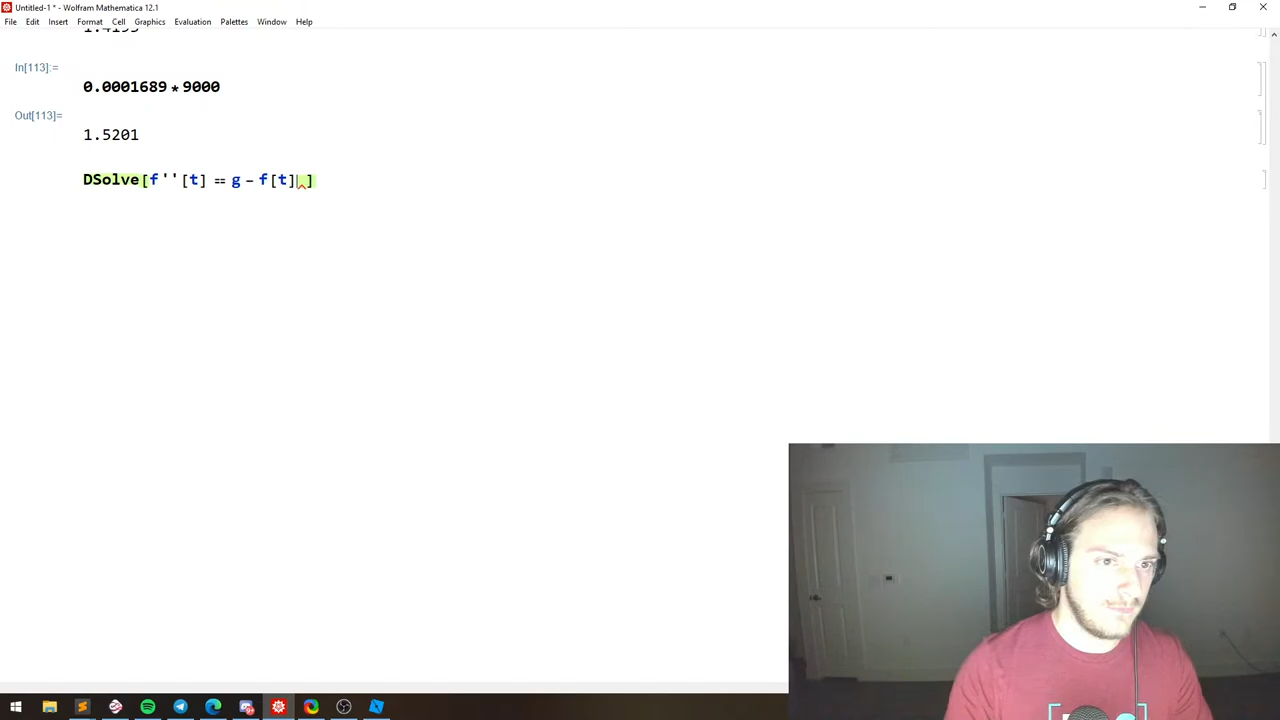 Untitled-1 * - Wolfram Mathematica 12.1
File Edit Insert Format Cell Graphics Evaluation Palettes Window Help
In[113]:=
0.0001689 * 9000
Out[113]=
1.5201
DSolve[f''[t] == g - f[t] ]